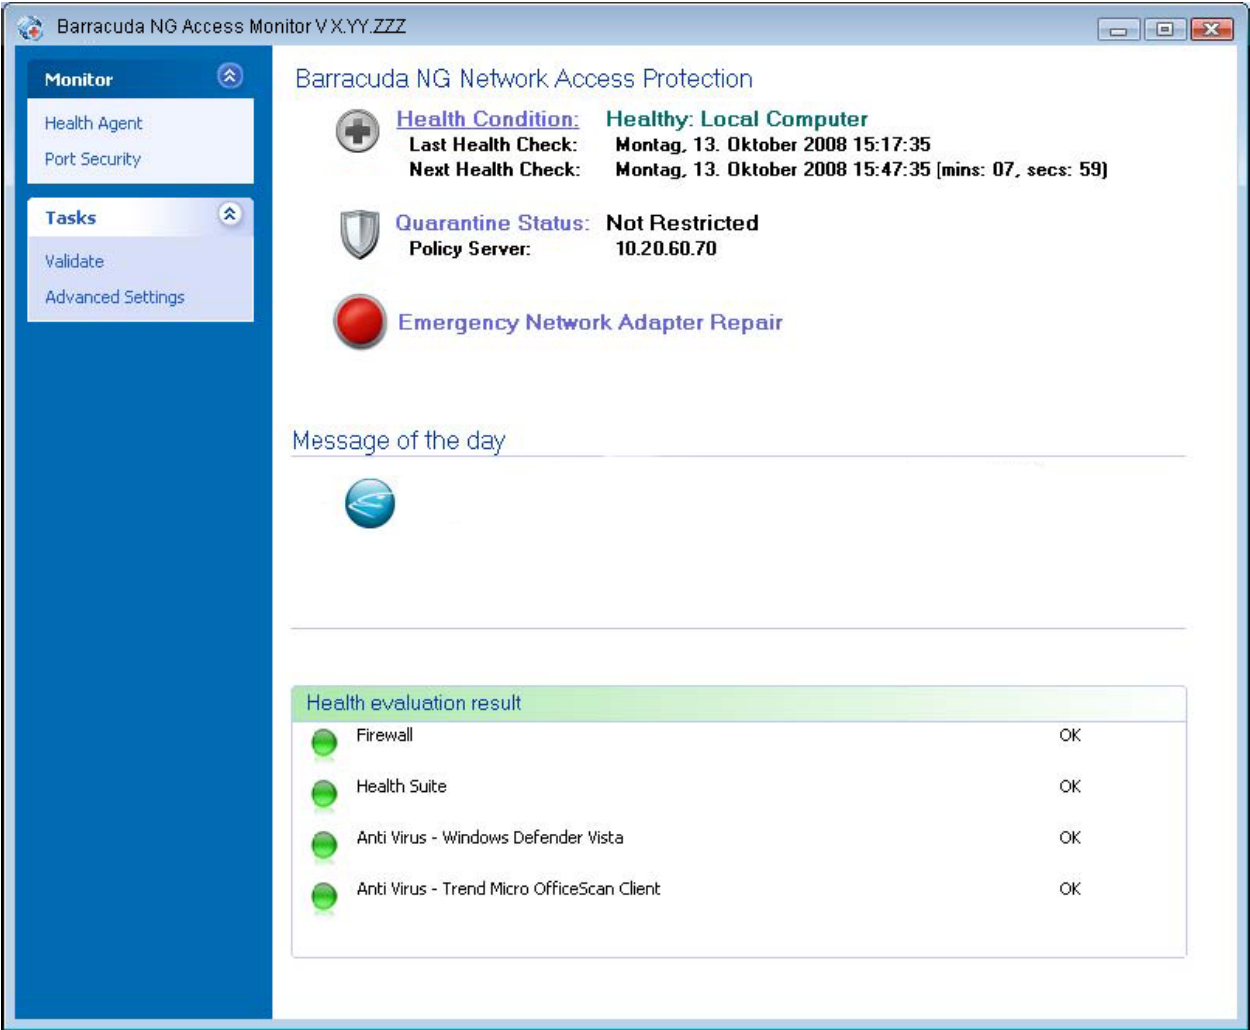 Barracuda NG Access Monitor V X.YY.ZZZ
Monitor
Health Agent
Port Security
Tasks
Validate
Advanced Settings
Barracuda NG Network Access Protection
Health Condition: Healthy: Local Computer
Last Health Check: Montag, 13. Oktober 2008 15:17:35
Next Health Check: Montag, 13. Oktober 2008 15:47:35 (mins: 07, secs: 59)
Quarantine Status: Not Restricted
Policy Server: 10.20.60.70
Emergency Network Adapter Repair
Message of the day
Health evaluation result
Firewall OK
Health Suite OK
Anti Virus - Windows Defender Vista OK
Anti Virus - Trend Micro OfficeScan Client OK